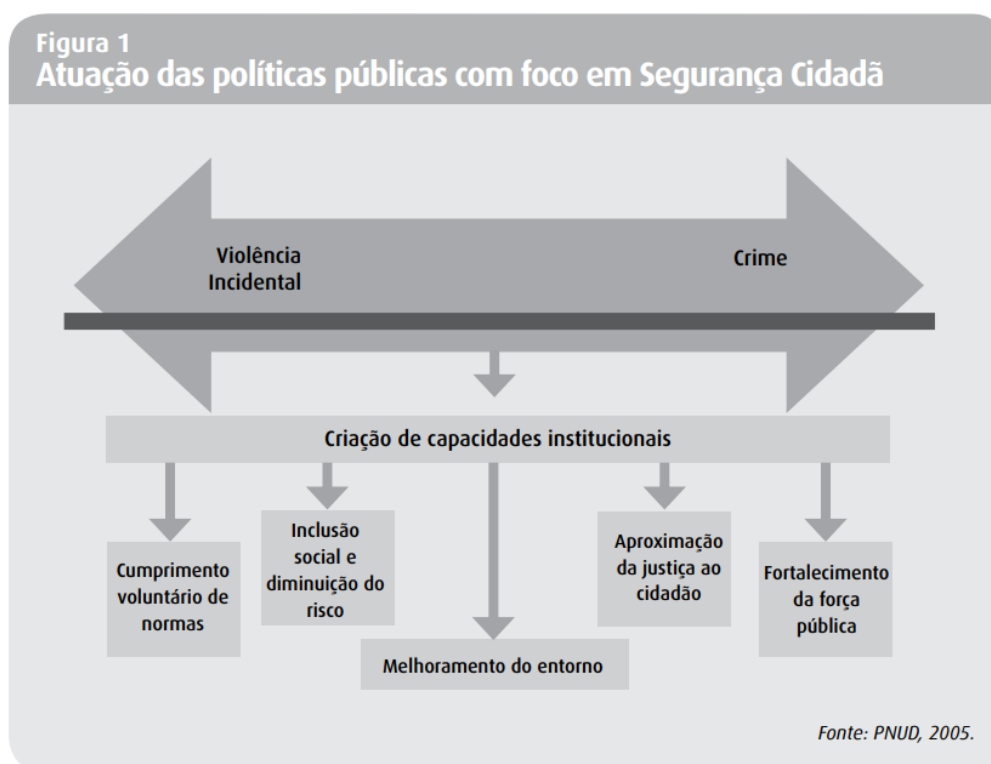 Figura 1
Atuação das políticas públicas com foco em Segurança Cidadã
Violência
Incidental
Crime
Criação de capacidades institucionais
Cumprimento
voluntário de
normas
Inclusão
social e
diminuição do
risco
Melhoramento do entorno
Aproximação
da justiça ao
cidadão
Fortalecimento
da força
pública
Fonte: PNUD, 2005.